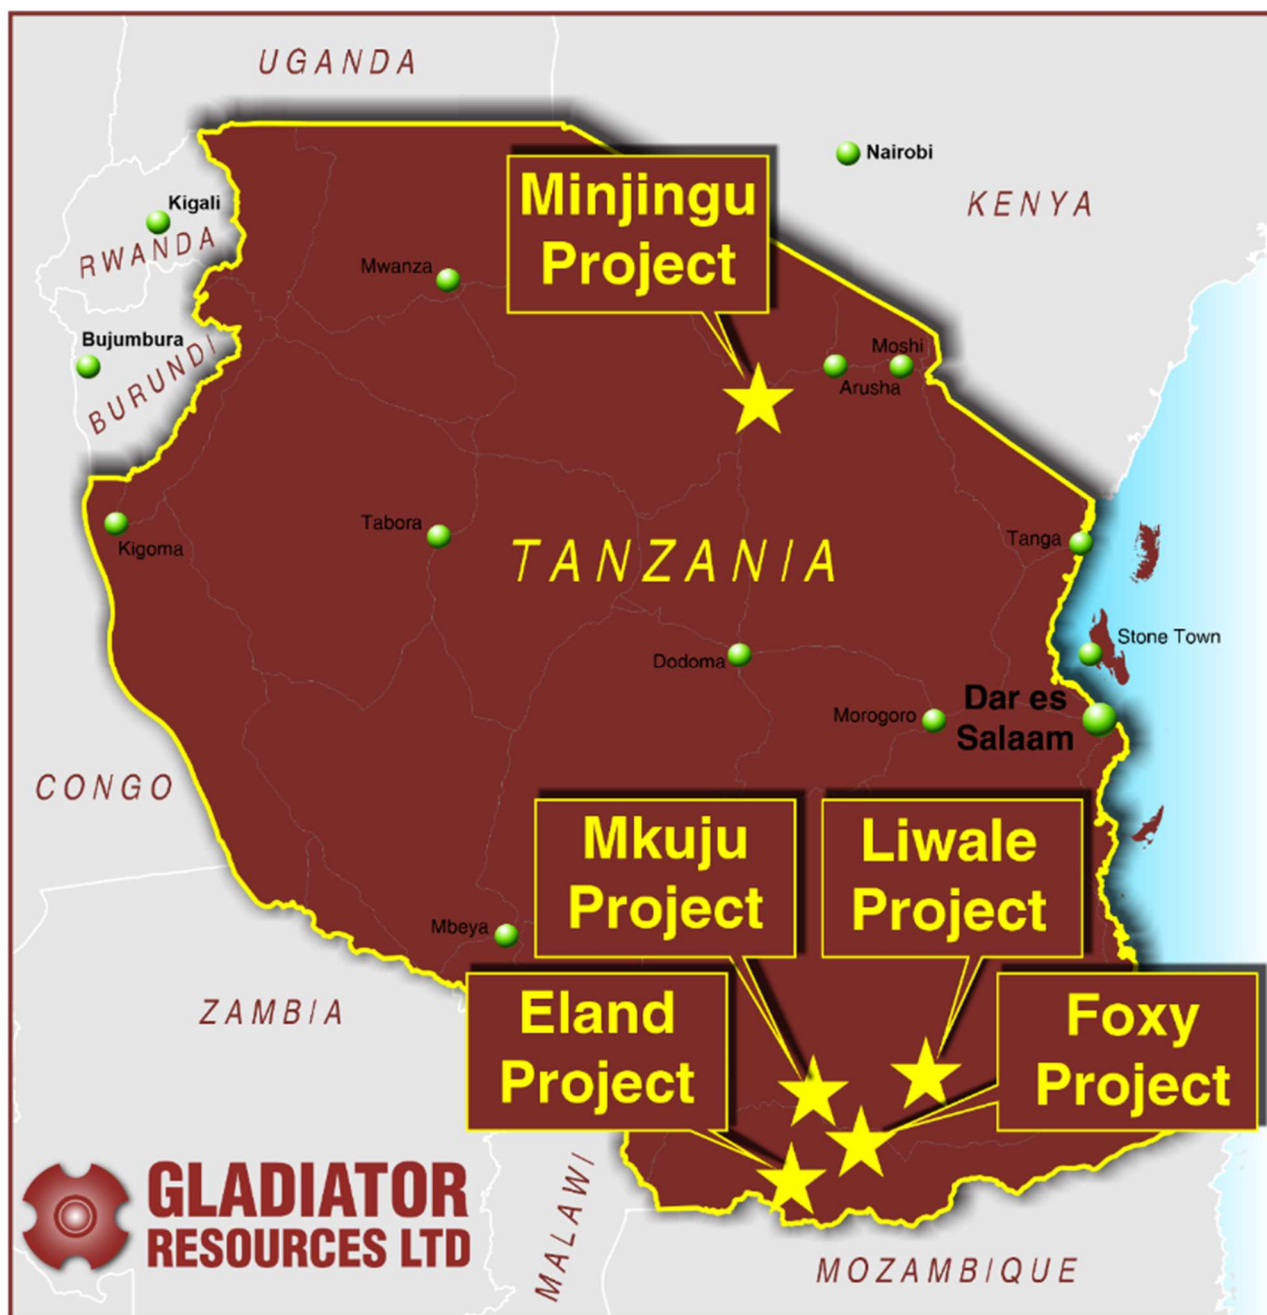 UGANDA
Nairobi
Minjingu
Project
KENYA
Kigali
RWANDA
Mwanza
Bujumbura
BURUNDI
Moshi
Arusha
Kigoma
Tabora
TANZANIA
Tanga
Stone Town
Dodoma
Morogoro
Dar es
Salaam
CONGO
Mkuju
Project
Liwale
Project
Mbeya
ZAMBIA
Eland
Project
Foxy
Project
MALAWI
GLADIATOR
RESOURCES LTD
MOZAMBIQUE